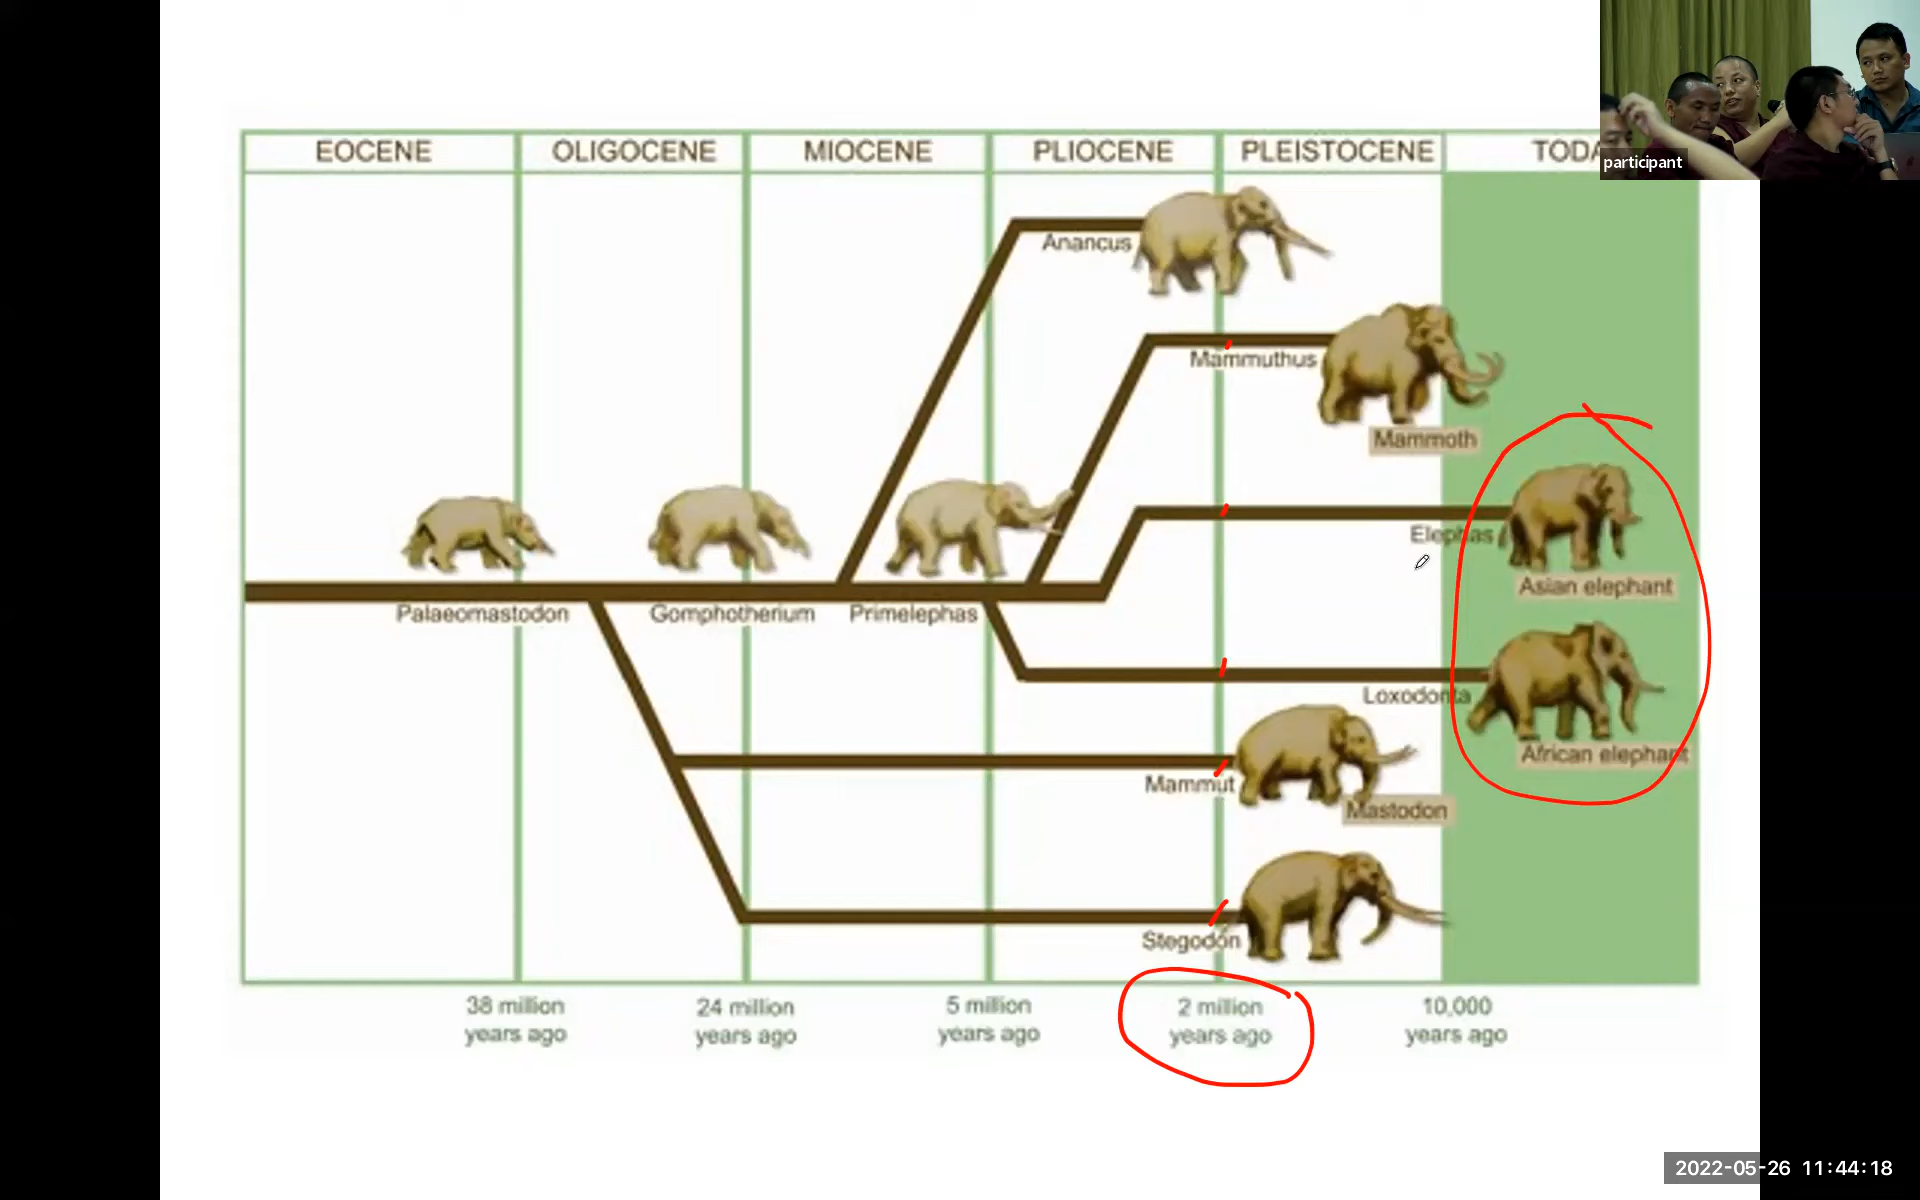 EOCENE
OLIGOCENE
MIOCENE
PLIOCENE
PLEISTOCENE
TODA
participant
Anancus
Mammuthus
Mammoth
Elephas
Asian elephant
Palaeomastodon
Gomphotherium
Primelephas
Loxodonta
African elephant
Mammut
Mastodon
Stegodon
38 million
years ago
24 million
years ago
5 million
years ago
2 million
years ago
10,000
years ago
2022-05-26 11:44:18